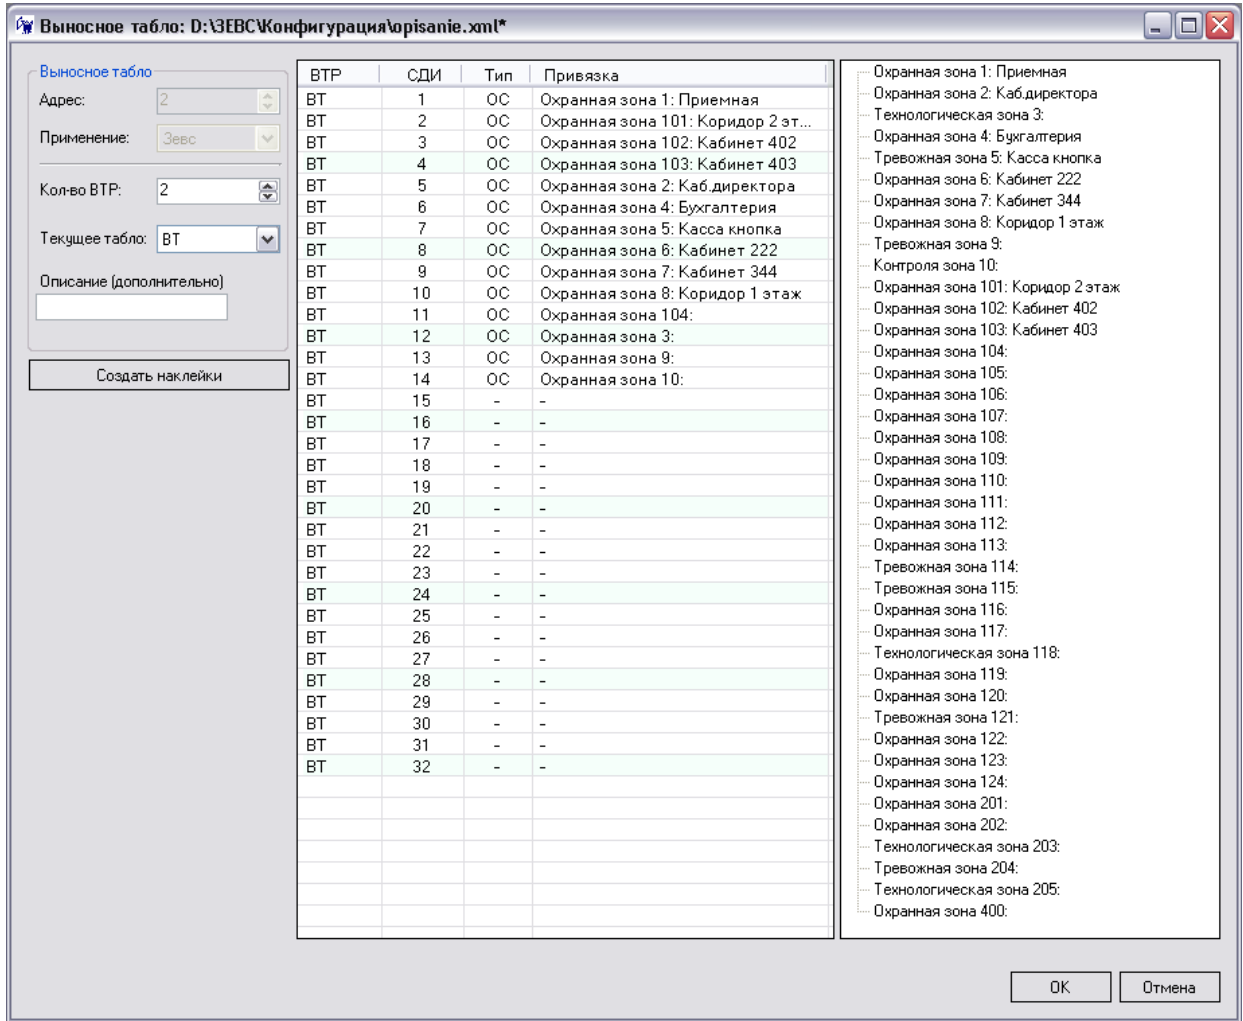 Выносное табло: D:\ЗЕВС\Конфигурация\opisanie.xml*
Выносное табло
Адрес: 2
Применение: Зевс
Кол-во ВТР: 2
Текущее табло: ВТ
Описание (дополнительно)
Создать наклейки
ВТР СДИ Тип Привязка
ВТ 1 ОС Охранная зона 1: Приемная
ВТ 2 ОС Охранная зона 101: Коридор 2 эт...
ВТ 3 ОС Охранная зона 102: Кабинет 402
ВТ 4 ОС Охранная зона 103: Кабинет 403
ВТ 5 ОС Охранная зона 2: Каб.директора
ВТ 6 ОС Охранная зона 4: Бухгалтерия
ВТ 7 ОС Охранная зона 5: Касса кнопка
ВТ 8 ОС Охранная зона 6: Кабинет 222
ВТ 9 ОС Охранная зона 7: Кабинет 344
ВТ 10 ОС Охранная зона 8: Коридор 1 этаж
ВТ 11 ОС Охранная зона 104:
ВТ 12 ОС Охранная зона 3:
ВТ 13 ОС Охранная зона 9:
ВТ 14 ОС Охранная зона 10:
ВТ 15 - -
ВТ 16 - -
ВТ 17 - -
ВТ 18 - -
ВТ 19 - -
ВТ 20 - -
ВТ 21 - -
ВТ 22 - -
ВТ 23 - -
ВТ 24 - -
ВТ 25 - -
ВТ 26 - -
ВТ 27 - -
ВТ 28 - -
ВТ 29 - -
ВТ 30 - -
ВТ 31 - -
ВТ 32 - -
Охранная зона 1: Приемная
Охранная зона 2: Каб.директора
Технологическая зона 3:
Охранная зона 4: Бухгалтерия
Тревожная зона 5: Касса кнопка
Охранная зона 6: Кабинет 222
Охранная зона 7: Кабинет 344
Охранная зона 8: Коридор 1 этаж
Тревожная зона 9:
Контроля зона 10:
Охранная зона 101: Коридор 2 этаж
Охранная зона 102: Кабинет 402
Охранная зона 103: Кабинет 403
Охранная зона 104:
Охранная зона 105:
Охранная зона 106:
Охранная зона 107:
Охранная зона 108:
Охранная зона 109:
Охранная зона 110:
Охранная зона 111:
Охранная зона 112:
Охранная зона 113:
Тревожная зона 114:
Тревожная зона 115:
Охранная зона 116:
Охранная зона 117:
Технологическая зона 118:
Охранная зона 119:
Охранная зона 120:
Тревожная зона 121:
Охранная зона 122:
Охранная зона 123:
Охранная зона 124:
Охранная зона 201:
Охранная зона 202:
Технологическая зона 203:
Тревожная зона 204:
Технологическая зона 205:
Охранная зона 400:
OK Отмена